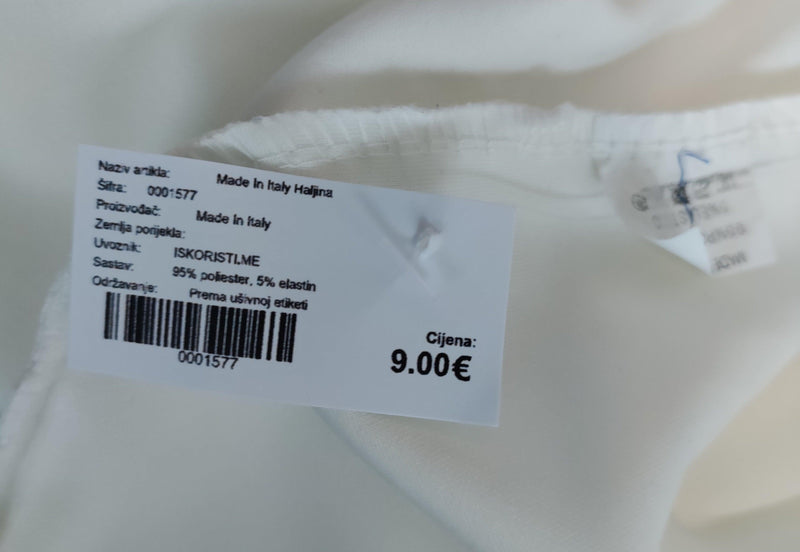 Naziv artikla: Made In Italy Haljina
Šifra: 0001577
Proizvođač: Made In Italy
Zemlja porijekla:
Uvoznik: ISKORISTI.ME
Sastav: 95% poliester, 5% elastin
Održavanje: Prema ušivnoj etiketi
0001577
Cijena:
9.00€